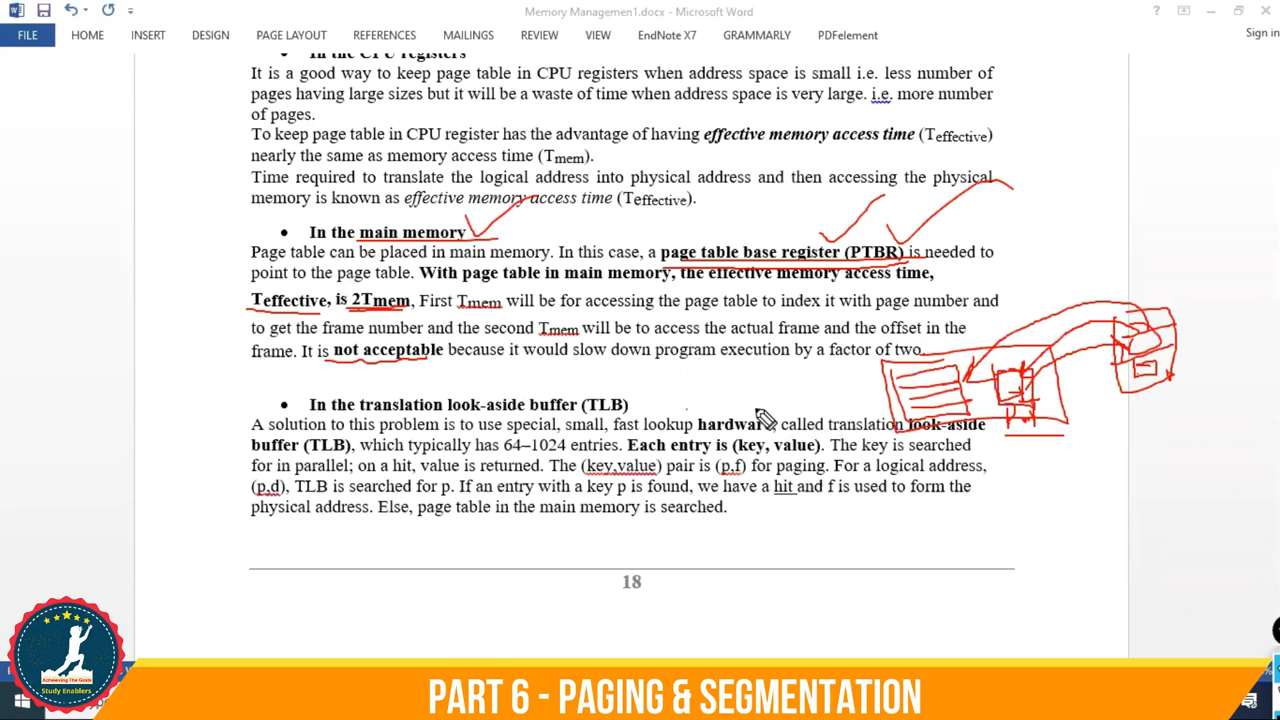 Memory Managemen1.docx - Microsoft Word
Sign in
FILE HOME INSERT DESIGN PAGE LAYOUT REFERENCES MAILINGS REVIEW VIEW EndNote X7 GRAMMARLY PDFelement
• In the CPU registers
It is a good way to keep page table in CPU registers when address space is small i.e. less number of
pages having large sizes but it will be a waste of time when address space is very large. i.e. more number
of pages.
To keep page table in CPU register has the advantage of having effective memory access time (Teffective)
nearly the same as memory access time (Tmem).
Time required to translate the logical address into physical address and then accessing the physical
memory is known as effective memory access time (Teffective).
• In the main memory
Page table can be placed in main memory. In this case, a page table base register (PTBR) is needed to
point to the page table. With page table in main memory, the effective memory access time,
Teffective, is 2Tmem, First Tmem will be for accessing the page table to index it with page number and
to get the frame number and the second Tmem will be to access the actual frame and the offset in the
frame. It is not acceptable because it would slow down program execution by a factor of two.
• In the translation look-aside buffer (TLB)
A solution to this problem is to use special, small, fast lookup hardware, called translation look-aside
buffer (TLB), which typically has 64–1024 entries. Each entry is (key, value). The key is searched
for in parallel; on a hit, value is returned. The (key,value) pair is (p,f) for paging. For a logical address,
(p,d), TLB is searched for p. If an entry with a key p is found, we have a hit and f is used to form the
physical address. Else, page table in the main memory is searched.
18
Achieveing The Goals
Study Enablers
PART 6 - PAGING & SEGMENTATION